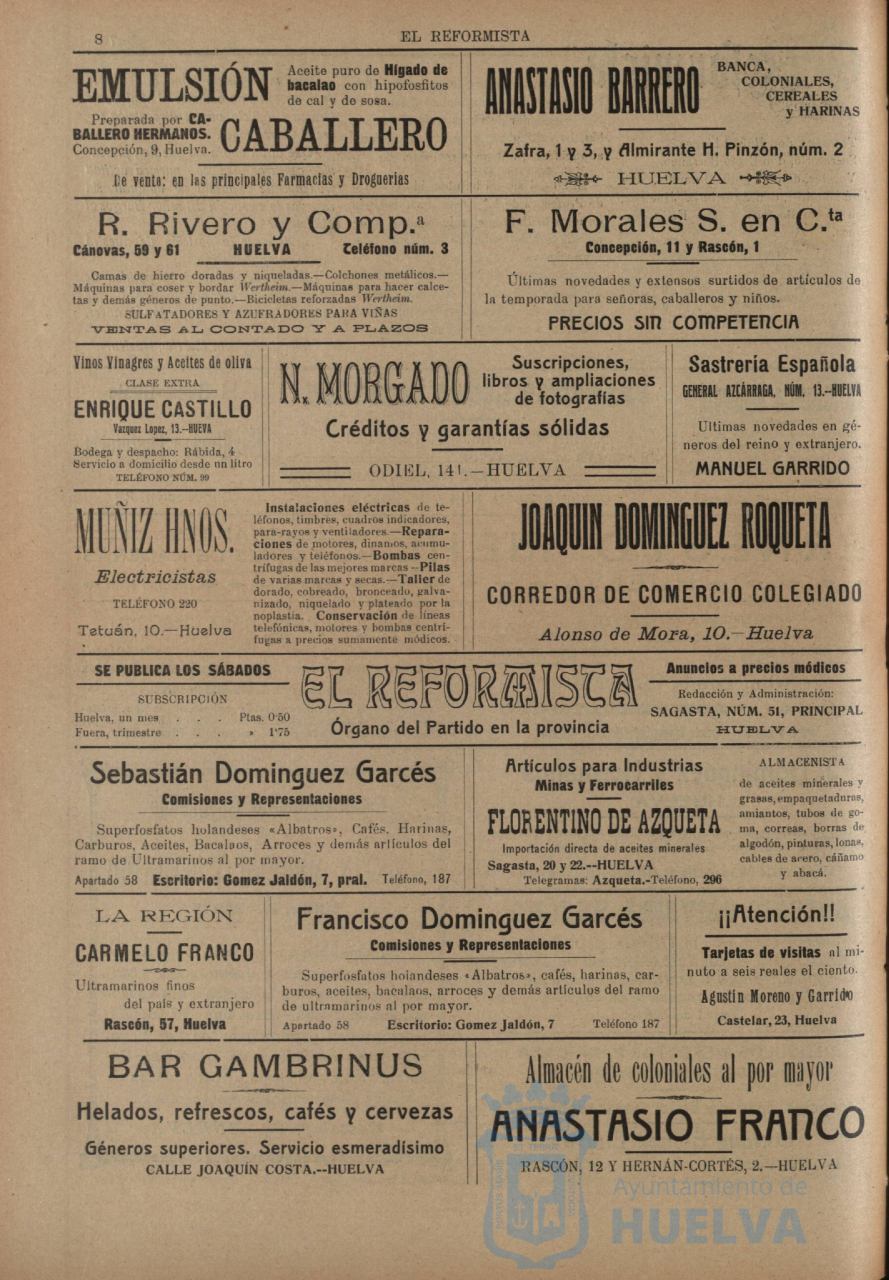 8
EL REFORMISTA
EMULSIÓN
Aceite puro de Hígado de
bacalao con hipofosfitos
de cal y de sosa.
Preparada por CA-
BALLERO HERMANOS.
Concepción, 9, Huelva.
CABALLERO
De venta: en las principales Farmacias y Droguerias
ANASTASIO BARRERO
BANCA,
COLONIALES,
CEREALES
y HARINAS
Zafra, 1 y 3, y Almirante H. Pinzón, núm. 2
HUELVA
R. Rivero y Comp.ª
Cánovas, 59 y 61 HUELVA Teléfono núm. 3
Camas de hierro doradas y niqueladas.—Colchones metálicos.—
Máquinas para coser y bordar Wertheim.—Máquinas para hacer calce-
tas y demás géneros de punto.—Bicicletas reforzadas Wertheim.
SULFATADORES Y AZUFRADORES PARA VIÑAS
VENTAS AL CONTADO Y A PLAZOS
F. Morales S. en C.ta
Concepción, 11 y Rascón, 1
Últimas novedades y extensos surtidos de artículos de
la temporada para señoras, caballeros y niños.
PRECIOS SIN COMPETENCIA
Vinos Vinagres y Aceites de oliva
CLASE EXTRA
ENRIQUE CASTILLO
Vazquez Lopez, 13.--HUEVA
Bodega y despacho: Rábida, 4
Servicio a domicilio desde un litro
TELÉFONO NÚM. 99
N. MORGADO
Suscripciones,
libros y ampliaciones
de fotografías
Créditos y garantías sólidas
ODIEL, 141.—HUELVA
Sastrería Española
GENERAL AZCÁRRAGA, NÚM. 13.--HUELVA
Ultimas novedades en gé-
neros del reino y extranjero.
MANUEL GARRIDO
MUÑIZ HNOS.
Electricistas
TELÉFONO 220
Tetuán, 10.—Huelva
Instalaciones eléctricas de te-
léfonos, timbres, cuadros indicadores,
para-rayos y ventiladores.—Repara-
ciones de motores, dinamos, acumu-
ladores y teléfonos.—Bombas cen-
trífugas de las mejores marcas—Pilas
de varias marcas y secas.—Taller de
dorado, cobreado, bronceado, galva-
nizado, niquelado y plateado por la
noplastia. Conservación de líneas
telefónicas, motores y bombas centrí-
fugas a precios sumamente módicos.
JOAQUIN DOMINGUEZ ROQUETA
CORREDOR DE COMERCIO COLEGIADO
Alonso de Mora, 10.—Huelva
SE PUBLICA LOS SÁBADOS
SUBSCRIPCIÓN
Huelva, un mes . . . Ptas. 0'50
Fuera, trimestre . . . » 1'75
EL REFORMISTA
Órgano del Partido en la provincia
Anuncios a precios módicos
Redacción y Administración:
SAGASTA, NÚM. 51, PRINCIPAL
HUELVA
Sebastián Dominguez Garcés
Comisiones y Representaciones
Superfosfatos holandeses «Albatros», Cafés, Harinas,
Carburos, Aceites, Bacalaos, Arroces y demás artículos del
ramo de Ultramarinos al por mayor.
Apartado 58 Escritorio: Gomez Jaldón, 7, pral. Teléfono, 187
Artículos para Industrias
Minas y Ferrocarriles
FLORENTINO DE AZQUETA
Importación directa de aceites minerales
Sagasta, 20 y 22.--HUELVA
Telegramas: Azqueta.-Teléfono, 296
ALMACENISTA
de aceites minerales y
grasas, empaquetaduras,
amiantos, tubos de go-
ma, correas, borras de
algodón, pinturas, lonas,
cables de acero, cáñamo
y abacá.
LA REGIÓN
CARMELO FRANCO
Ultramarinos finos
del país y extranjero
Rascón, 57, Huelva
Francisco Dominguez Garcés
Comisiones y Representaciones
Superfosfatos holandeses «Albatros», cafés, harinas, car-
buros, aceites, bacalaos, arroces y demás artículos del ramo
de ultramarinos al por mayor.
Apartado 58 Escritorio: Gomez Jaldón, 7 Teléfono 187
¡¡Atención!!
Tarjetas de visitas al mi-
nuto a seis reales el ciento.
Agustín Moreno y Garrido
Castelar, 23, Huelva
BAR GAMBRINUS
Helados, refrescos, cafés y cervezas
Géneros superiores. Servicio esmeradísimo
CALLE JOAQUÍN COSTA.--HUELVA
Almacén de coloniales al por mayor
ANASTASIO FRANCO
RASCÓN, 12 Y HERNÁN-CORTÉS, 2.—HUELVA
Ayuntamiento de
HUELVA